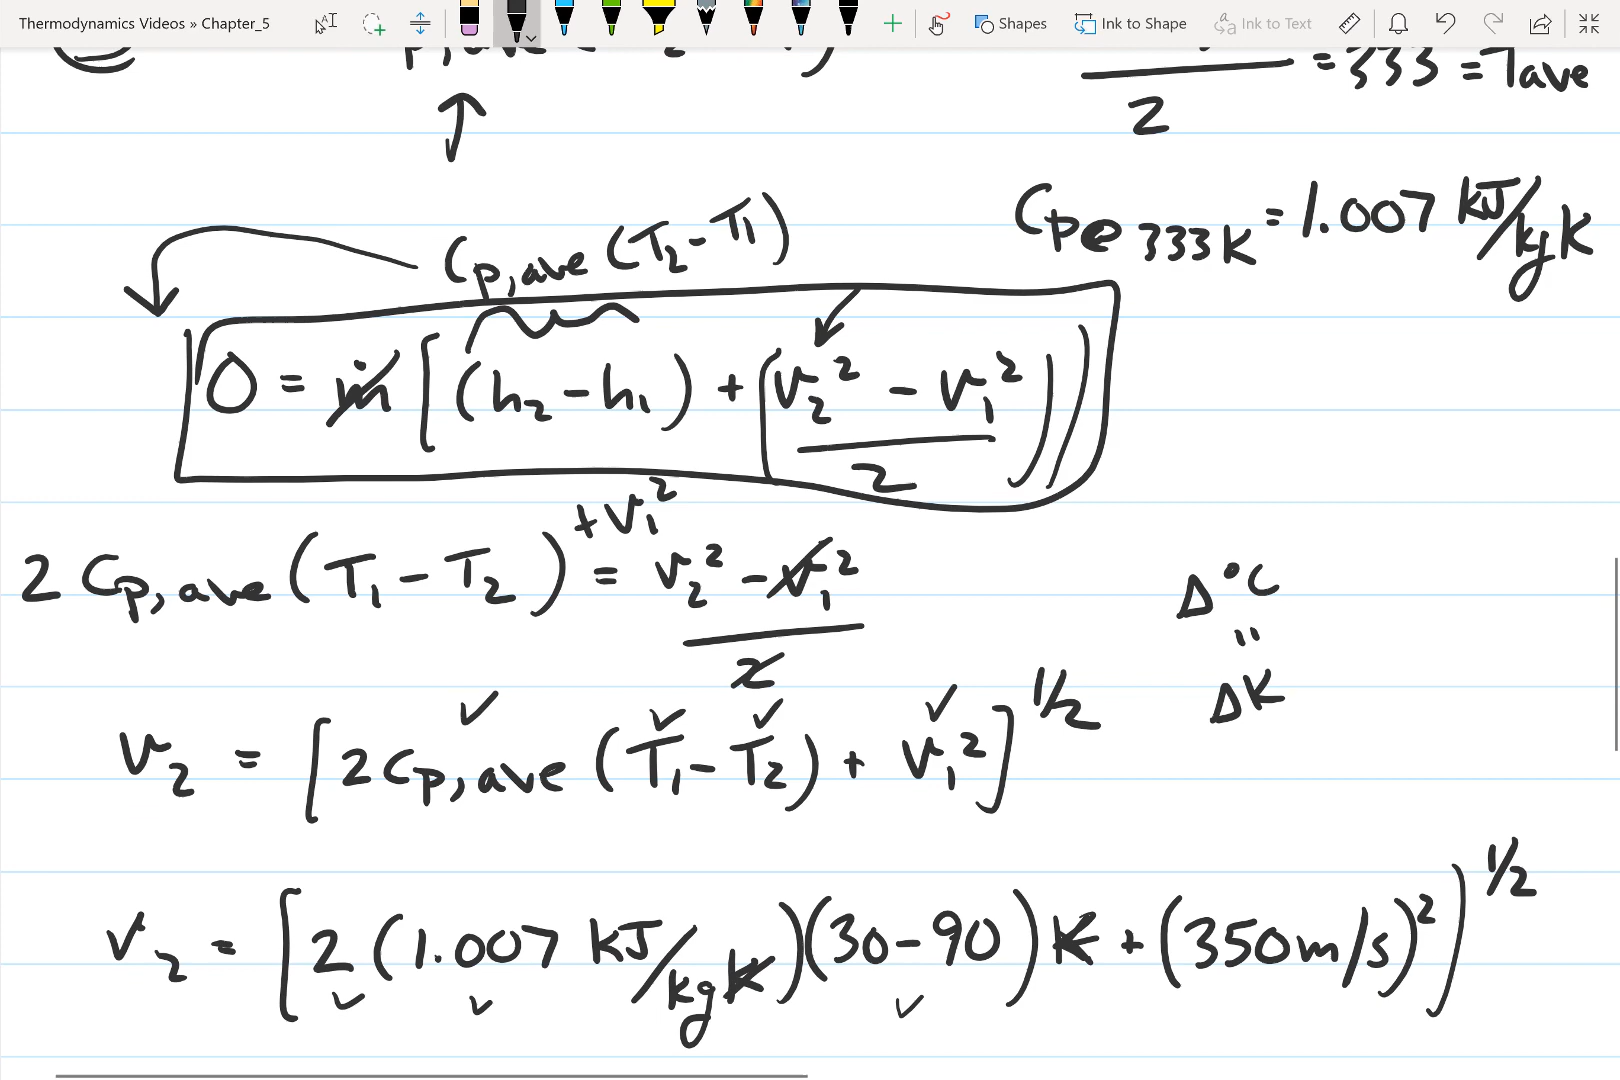 Thermodynamics Videos » Chapter_5
Shapes
Ink to Shape
Ink to Text
2 = 333 = Tave
Cp@333K = 1.007 kJ/kgK
Cp,ave (T₂-T₁)
0 = ṁ [(h₂-h₁) + (V₂² - V₁²)/2)]
+V₁²
2 Cp,ave (T₁-T₂) = V₂² - V₁² / 2
Δ°C
"
ΔK
V₂ = [2 Cp,ave (T₁-T₂) + V₁²]^1/2
V₂ = [2 (1.007 kJ/kgK)(30-90)K + (350m/s)²]^1/2